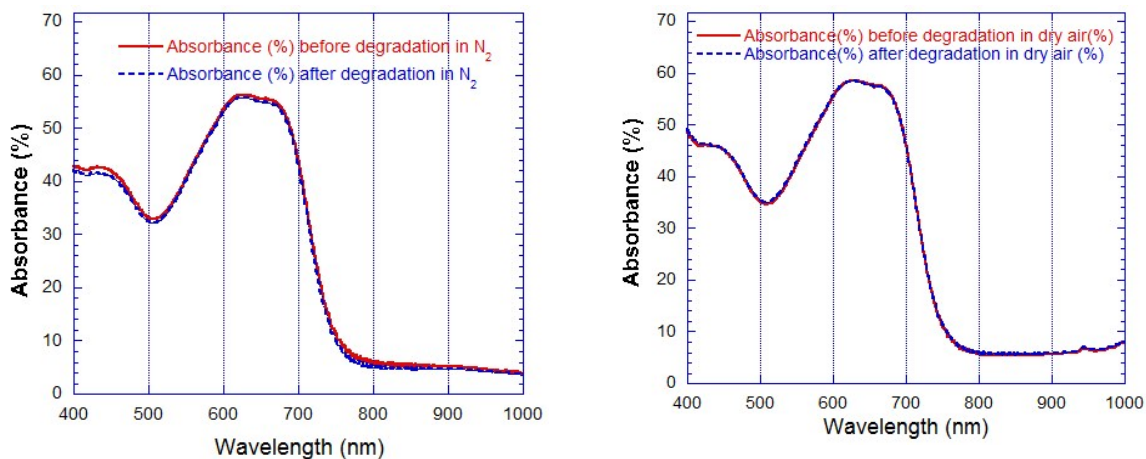 70
60
50
40
30
20
10
0
Absorbance (%)
Absorbance (%) before degradation in N2
Absorbance (%) after degradation in N2
400 500 600 700 800 900 1000
Wavelength (nm)
70
60
50
40
30
20
10
0
Absorbance (%)
Absorbance(%) before degradation in dry air(%)
Absorbance(%) after degradation in dry air (%)
400 500 600 700 800 900 1000
Wavelength (nm)